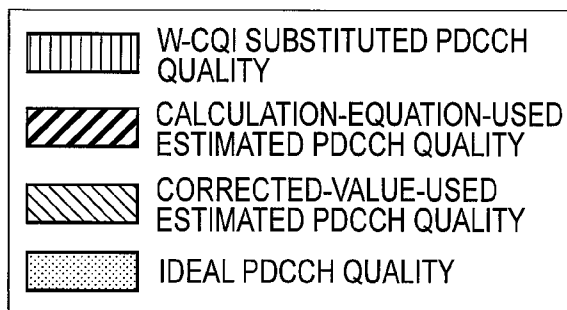 W-CQI SUBSTITUTED PDCCH
QUALITY
CALCULATION-EQUATION-USED
ESTIMATED PDCCH QUALITY
CORRECTED-VALUE-USED
ESTIMATED PDCCH QUALITY
IDEAL PDCCH QUALITY